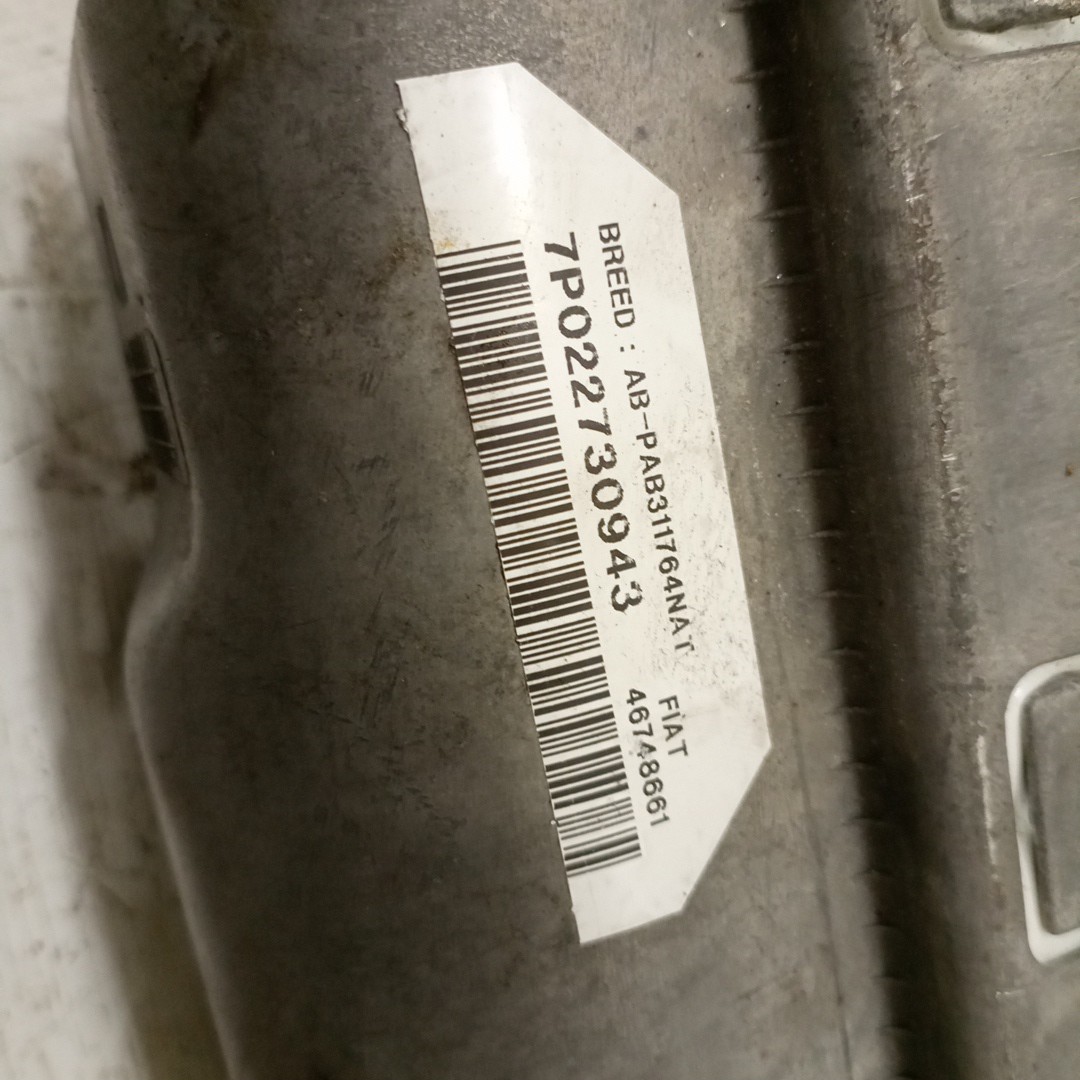 BREED : AB-PAB311764NAT FIAT
7P022730943 46748661